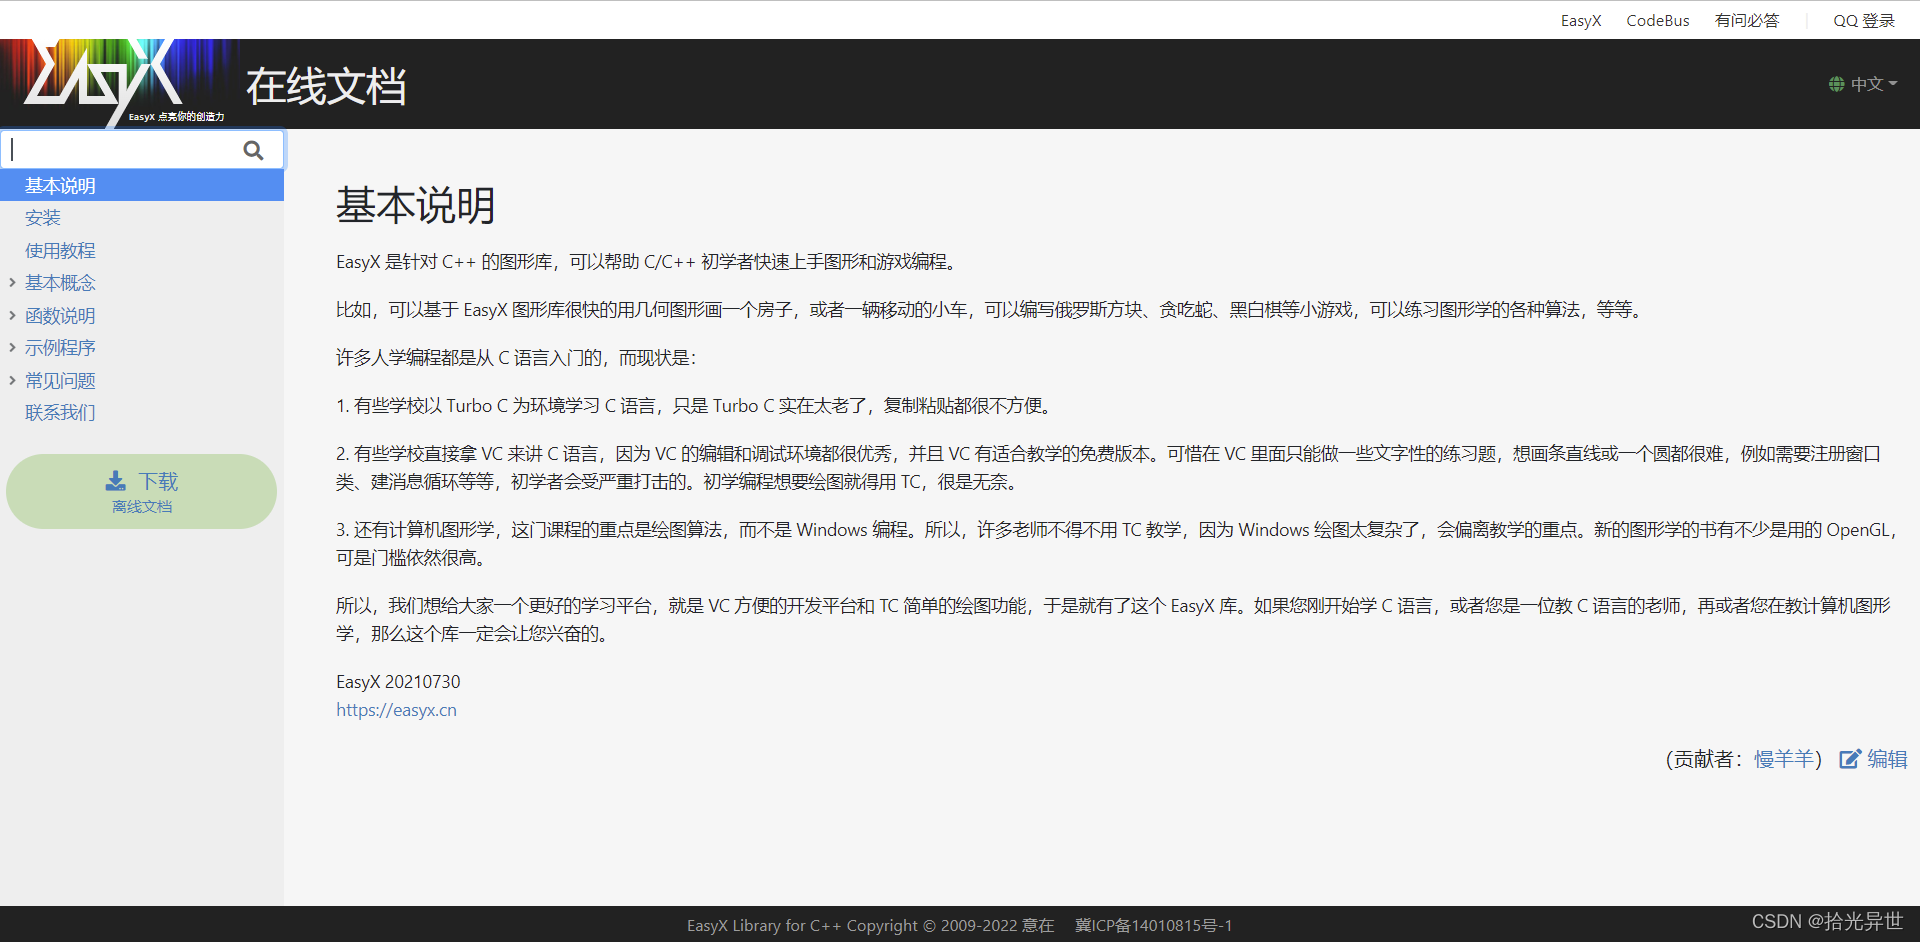 EasyX CodeBus 有问必答 QQ 登录
EasyX
EasyX 点亮你的创造力
在线文档
中文
基本说明
安装
使用教程
基本概念
函数说明
示例程序
常见问题
联系我们
下载
离线文档
基本说明
EasyX 是针对 C++ 的图形库，可以帮助 C/C++ 初学者快速上手图形和游戏编程。
比如，可以基于 EasyX 图形库很快的用几何图形画一个房子，或者一辆移动的小车，可以编写俄罗斯方块、贪吃蛇、黑白棋等小游戏，可以练习图形学的各种算法，等等。
许多人学编程都是从 C 语言入门的，而现状是：
1. 有些学校以 Turbo C 为环境学习 C 语言，只是 Turbo C 实在太老了，复制粘贴都很不方便。
2. 有些学校直接拿 VC 来讲 C 语言，因为 VC 的编辑和调试环境都很优秀，并且 VC 有适合教学的免费版本。可惜在 VC 里面只能做一些文字性的练习题，想画条直线或一个圆都很难，例如需要注册窗口
类、建消息循环等等，初学者会受严重打击的。初学编程想要绘图就得用 TC，很是无奈。
3. 还有计算机图形学，这门课程的重点是绘图算法，而不是 Windows 编程。所以，许多老师不得不用 TC 教学，因为 Windows 绘图太复杂了，会偏离教学的重点。新的图形学的书有不少是用的 OpenGL，
可是门槛依然很高。
所以，我们想给大家一个更好的学习平台，就是 VC 方便的开发平台和 TC 简单的绘图功能，于是就有了这个 EasyX 库。如果您刚开始学 C 语言，或者您是一位教 C 语言的老师，再或者您在教计算机图形
学，那么这个库一定会让您兴奋的。
EasyX 20210730
https://easyx.cn
(贡献者：慢羊羊) 编辑
EasyX Library for C++ Copyright © 2009-2022 意在 冀ICP备14010815号-1
CSDN @拾光异世